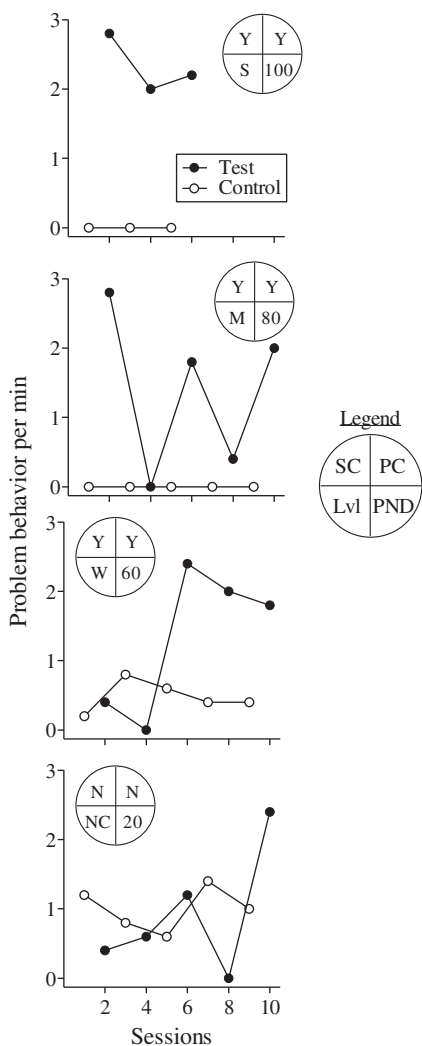 3
2
1
0
Y Y
S 100
Test
Control
3
2
1
0
Y Y
M 80
Problem behavior per min
Legend
SC PC
Lvl PND
3
2
1
0
Y Y
W 60
3
2
1
0
N N
NC 20
2 4 6 8 10
Sessions